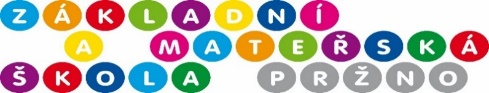 ZÁKLADNÍ
A MATEŘSKÁ
ŠKOLA PRŽNO